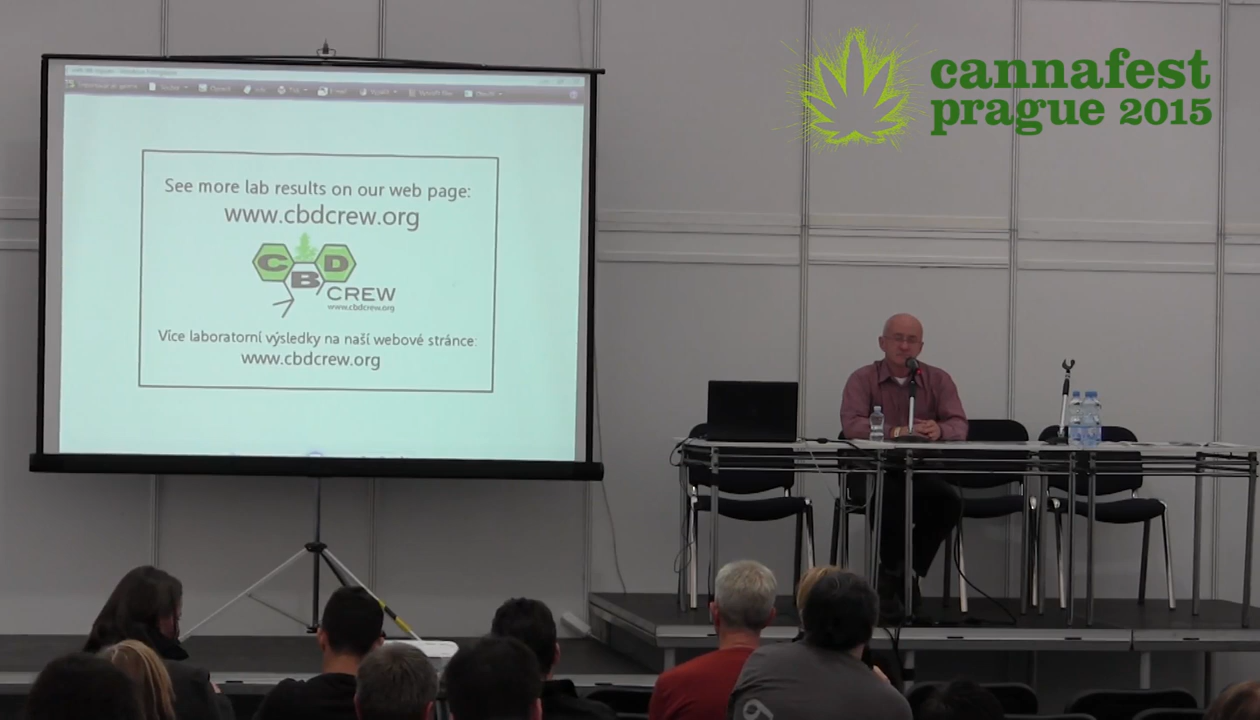 See more lab results on our web page:
www.cbdcrew.org
CBD
CREW
www.cbdcrew.org
Více laboratorní výsledky na naší webové stránce:
www.cbdcrew.org
cannafest
prague 2015